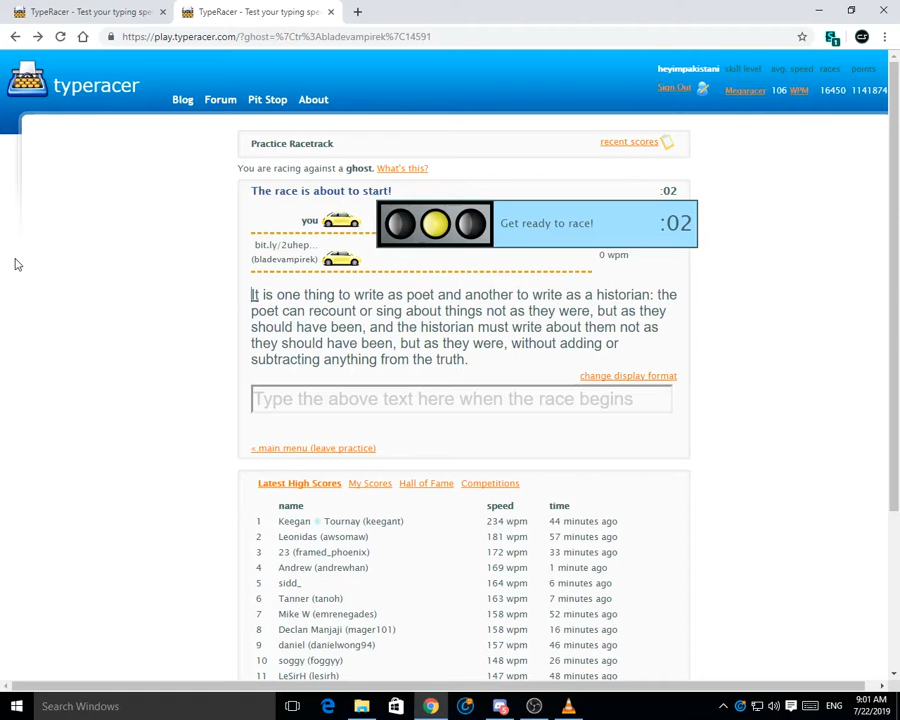 TypeRacer - Test your typing spe
TypeRacer - Test your typing spe
https://play.typeracer.com/?ghost=%7Ctr%3Abladevampirek%7C14591
typeracer
Blog Forum Pit Stop About
heyimpakistani skill level avg. speed races points
Sign Out Megaracer 106 WPM 16450 1141874
Practice Racetrack
recent scores
You are racing against a ghost. What's this?
The race is about to start!
:02
you
Get ready to race!
:02
bit.ly/2uhep...
(bladevampirek)
0 wpm
It is one thing to write as poet and another to write as a historian: the
poet can recount or sing about things not as they were, but as they
should have been, and the historian must write about them not as
they should have been, but as they were, without adding or
subtracting anything from the truth.
change display format
Type the above text here when the race begins
« main menu (leave practice)
Latest High Scores My Scores Hall of Fame Competitions
name speed time
1 Keegan Tournay (keegant) 234 wpm 44 minutes ago
2 Leonidas (awsomaw) 181 wpm 57 minutes ago
3 23 (framed_phoenix) 172 wpm 33 minutes ago
4 Andrew (andrewhan) 169 wpm 1 minute ago
5 sidd_ 164 wpm 6 minutes ago
6 Tanner (tanoh) 163 wpm 7 minutes ago
7 Mike W (emrenegades) 158 wpm 52 minutes ago
8 Declan Manjaji (mager101) 158 wpm 16 minutes ago
9 daniel (danielwong94) 157 wpm 46 minutes ago
10 soggy (foggyy) 148 wpm 26 minutes ago
11 LeSirH (lesirh) 147 wpm 48 minutes ago
Search Windows
ENG
9:01 AM
7/22/2019